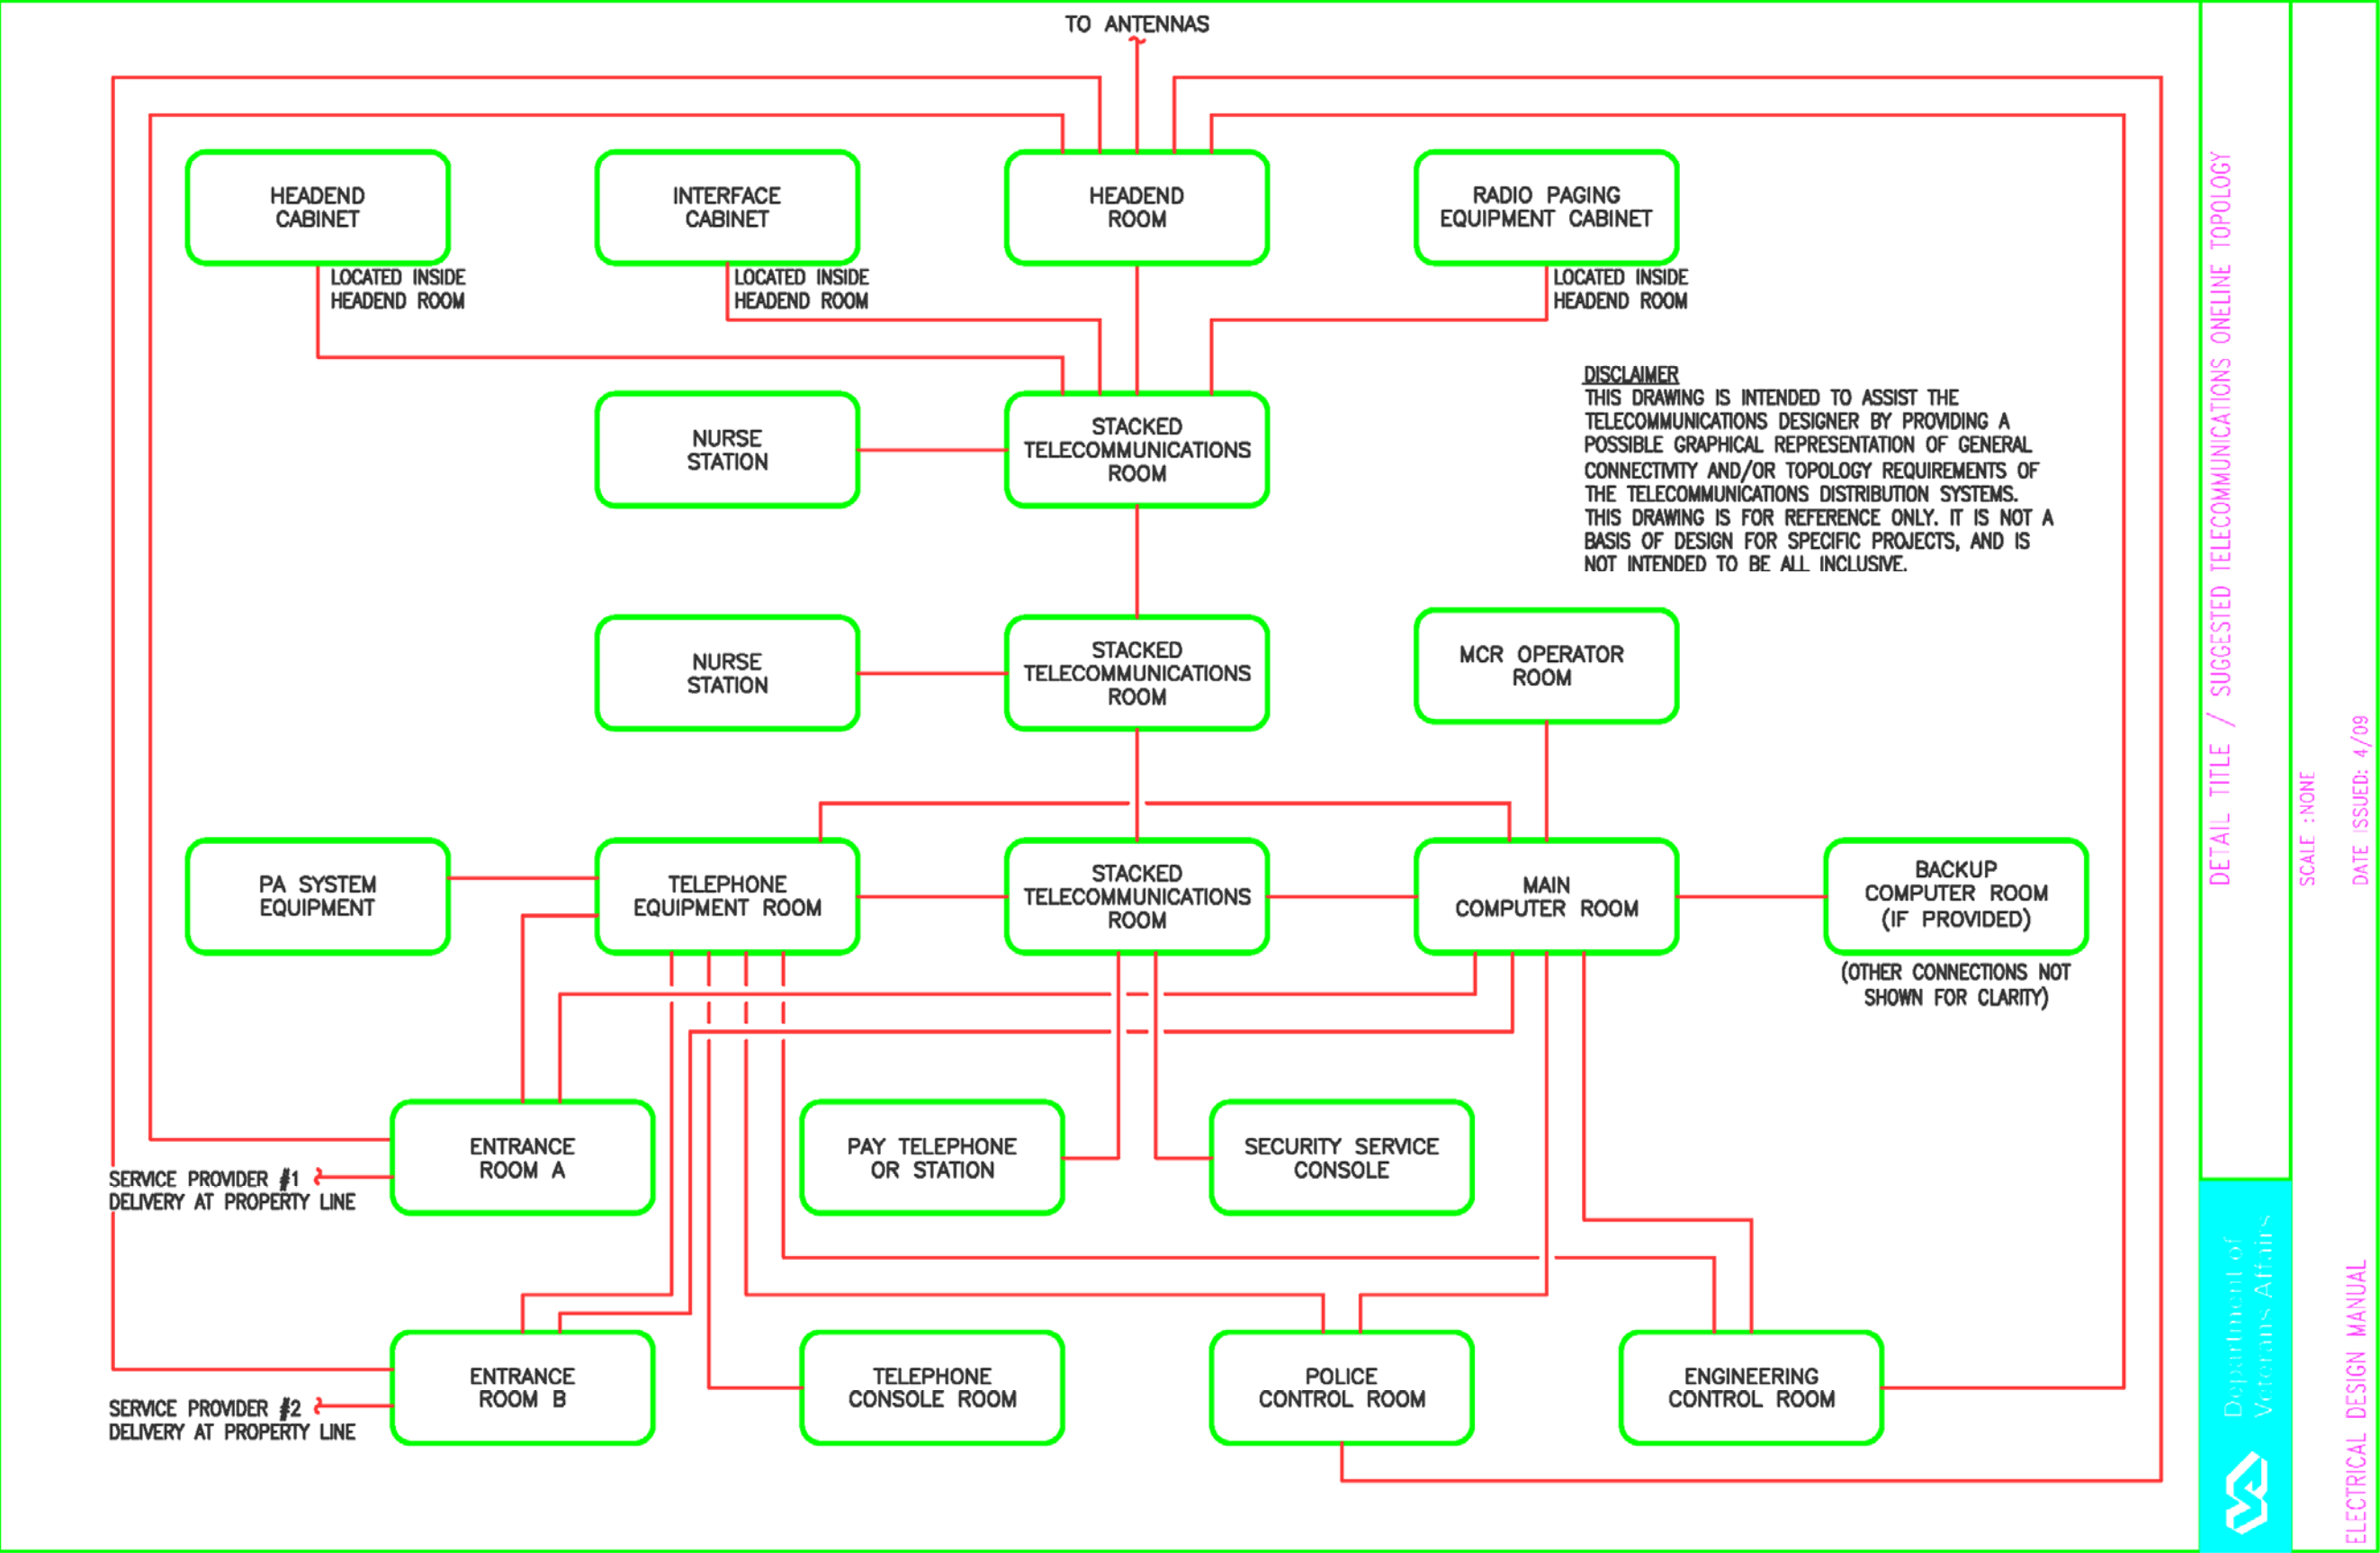 TO ANTENNAS
HEADEND
CABINET
INTERFACE
CABINET
HEADEND
ROOM
RADIO PAGING
EQUIPMENT CABINET
LOCATED INSIDE
HEADEND ROOM
LOCATED INSIDE
HEADEND ROOM
LOCATED INSIDE
HEADEND ROOM
DISCLAIMER
THIS DRAWING IS INTENDED TO ASSIST THE
TELECOMMUNICATIONS DESIGNER BY PROVIDING A
POSSIBLE GRAPHICAL REPRESENTATION OF GENERAL
CONNECTIVITY AND/OR TOPOLOGY REQUIREMENTS OF
THE TELECOMMUNICATIONS DISTRIBUTION SYSTEMS.
THIS DRAWING IS FOR REFERENCE ONLY. IT IS NOT A
BASIS OF DESIGN FOR SPECIFIC PROJECTS, AND IS
NOT INTENDED TO BE ALL INCLUSIVE.
NURSE
STATION
STACKED
TELECOMMUNICATIONS
ROOM
NURSE
STATION
STACKED
TELECOMMUNICATIONS
ROOM
MCR OPERATOR
ROOM
PA SYSTEM
EQUIPMENT
TELEPHONE
EQUIPMENT ROOM
STACKED
TELECOMMUNICATIONS
ROOM
MAIN
COMPUTER ROOM
BACKUP
COMPUTER ROOM
(IF PROVIDED)
(OTHER CONNECTIONS NOT
SHOWN FOR CLARITY)
ENTRANCE
ROOM A
PAY TELEPHONE
OR STATION
SECURITY SERVICE
CONSOLE
SERVICE PROVIDER #1
DELIVERY AT PROPERTY LINE
ENTRANCE
ROOM B
TELEPHONE
CONSOLE ROOM
POLICE
CONTROL ROOM
ENGINEERING
CONTROL ROOM
SERVICE PROVIDER #2
DELIVERY AT PROPERTY LINE
DETAIL TITLE / SUGGESTED TELECOMMUNICATIONS ONELINE TOPOLOGY
SCALE :NONE
DATE ISSUED: 4/09
Department of
Veterans Affairs
ELECTRICAL DESIGN MANUAL